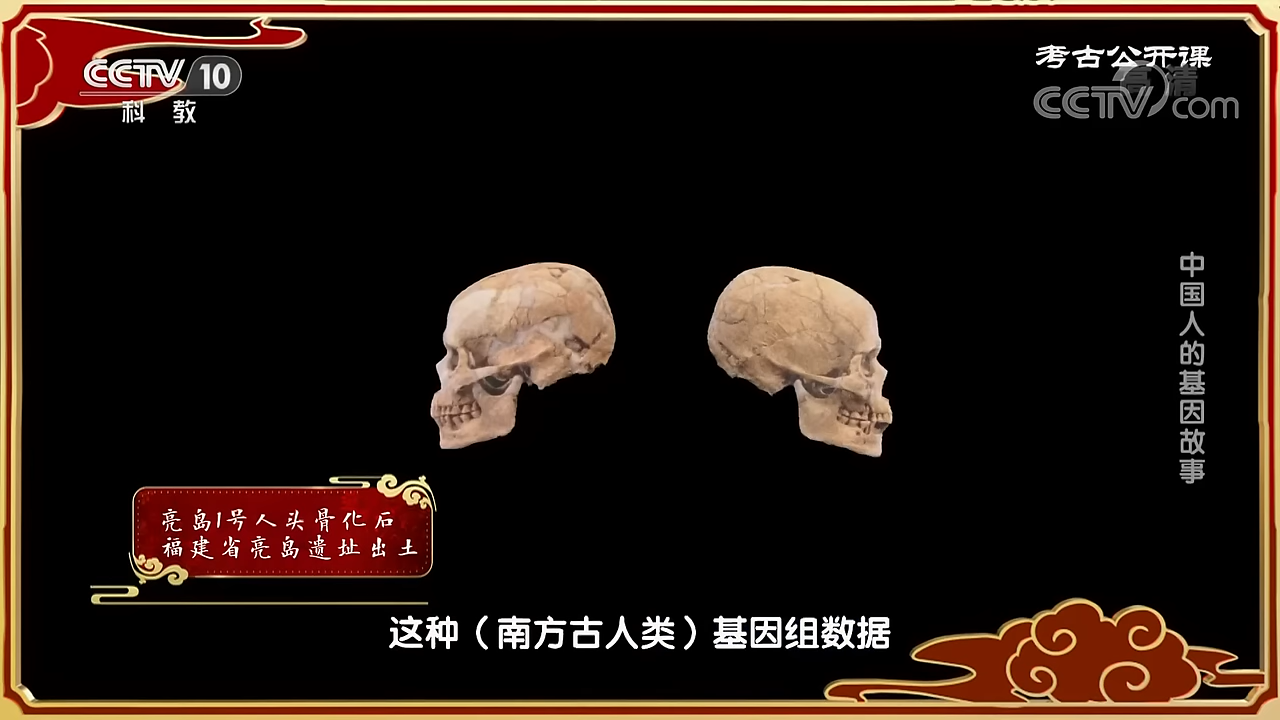 CCTV 10
科教
考古公开课
高清
CCTV com
中国人的基因故事
亮岛1号人头骨化石
福建省亮岛遗址出土
这种（南方古人类）基因组数据